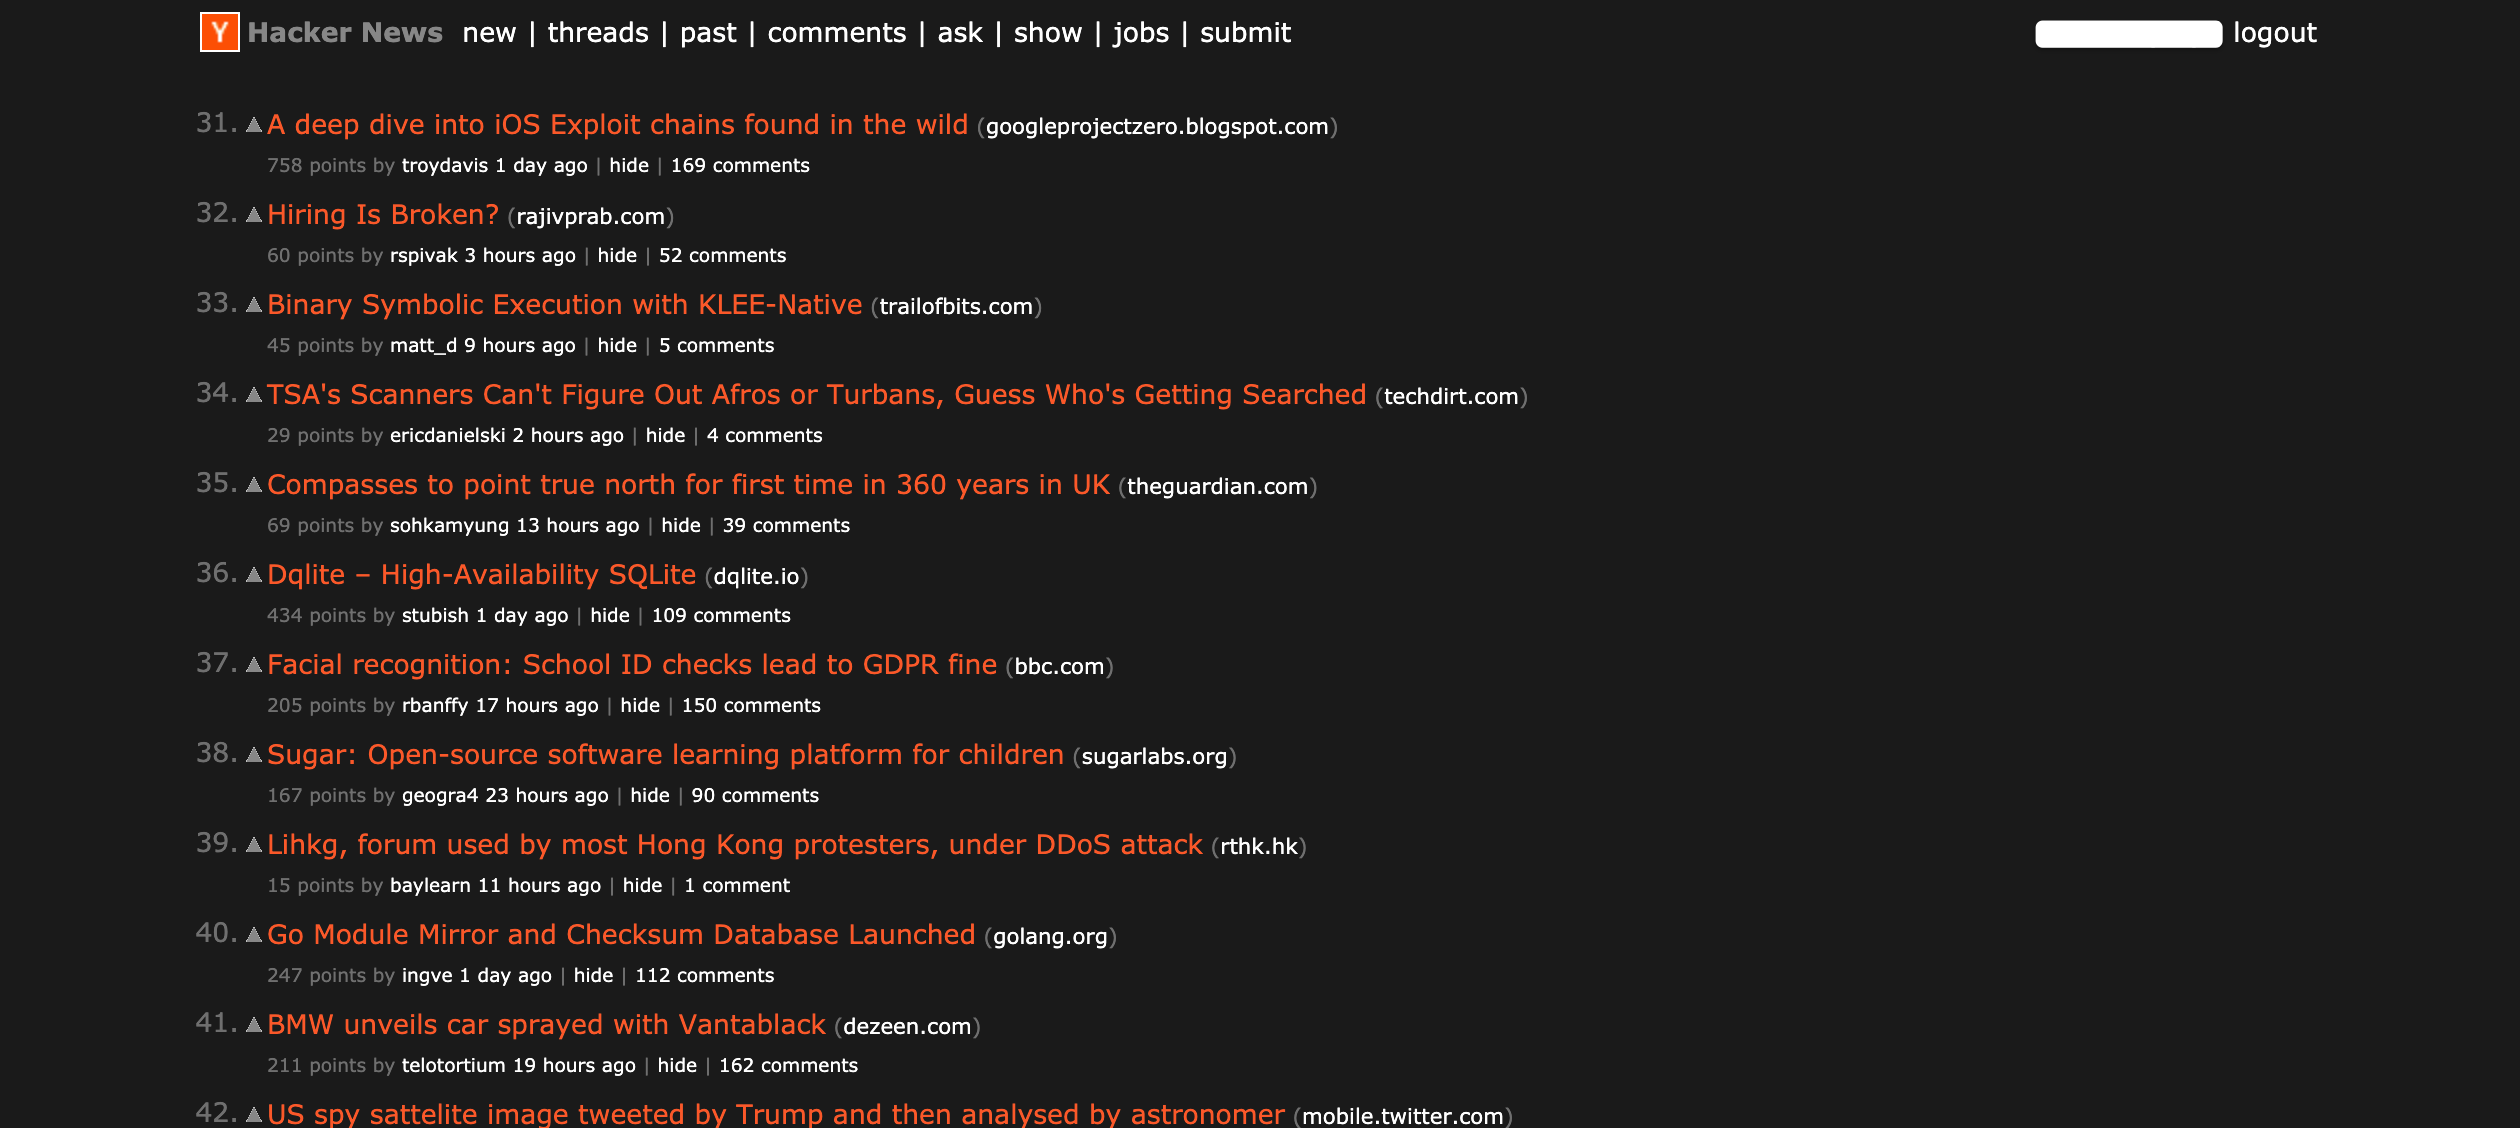 Y Hacker News new | threads | past | comments | ask | show | jobs | submit logout
31. ▲ A deep dive into iOS Exploit chains found in the wild (googleprojectzero.blogspot.com)
758 points by troydavis 1 day ago | hide | 169 comments
32. ▲ Hiring Is Broken? (rajivprab.com)
60 points by rspivak 3 hours ago | hide | 52 comments
33. ▲ Binary Symbolic Execution with KLEE-Native (trailofbits.com)
45 points by matt_d 9 hours ago | hide | 5 comments
34. ▲ TSA's Scanners Can't Figure Out Afros or Turbans, Guess Who's Getting Searched (techdirt.com)
29 points by ericdanielski 2 hours ago | hide | 4 comments
35. ▲ Compasses to point true north for first time in 360 years in UK (theguardian.com)
69 points by sohkamyung 13 hours ago | hide | 39 comments
36. ▲ Dqlite – High-Availability SQLite (dqlite.io)
434 points by stubish 1 day ago | hide | 109 comments
37. ▲ Facial recognition: School ID checks lead to GDPR fine (bbc.com)
205 points by rbanffy 17 hours ago | hide | 150 comments
38. ▲ Sugar: Open-source software learning platform for children (sugarlabs.org)
167 points by geogra4 23 hours ago | hide | 90 comments
39. ▲ Lihkg, forum used by most Hong Kong protesters, under DDoS attack (rthk.hk)
15 points by baylearn 11 hours ago | hide | 1 comment
40. ▲ Go Module Mirror and Checksum Database Launched (golang.org)
247 points by ingve 1 day ago | hide | 112 comments
41. ▲ BMW unveils car sprayed with Vantablack (dezeen.com)
211 points by telotortium 19 hours ago | hide | 162 comments
42. ▲ US spy sattelite image tweeted by Trump and then analysed by astronomer (mobile.twitter.com)